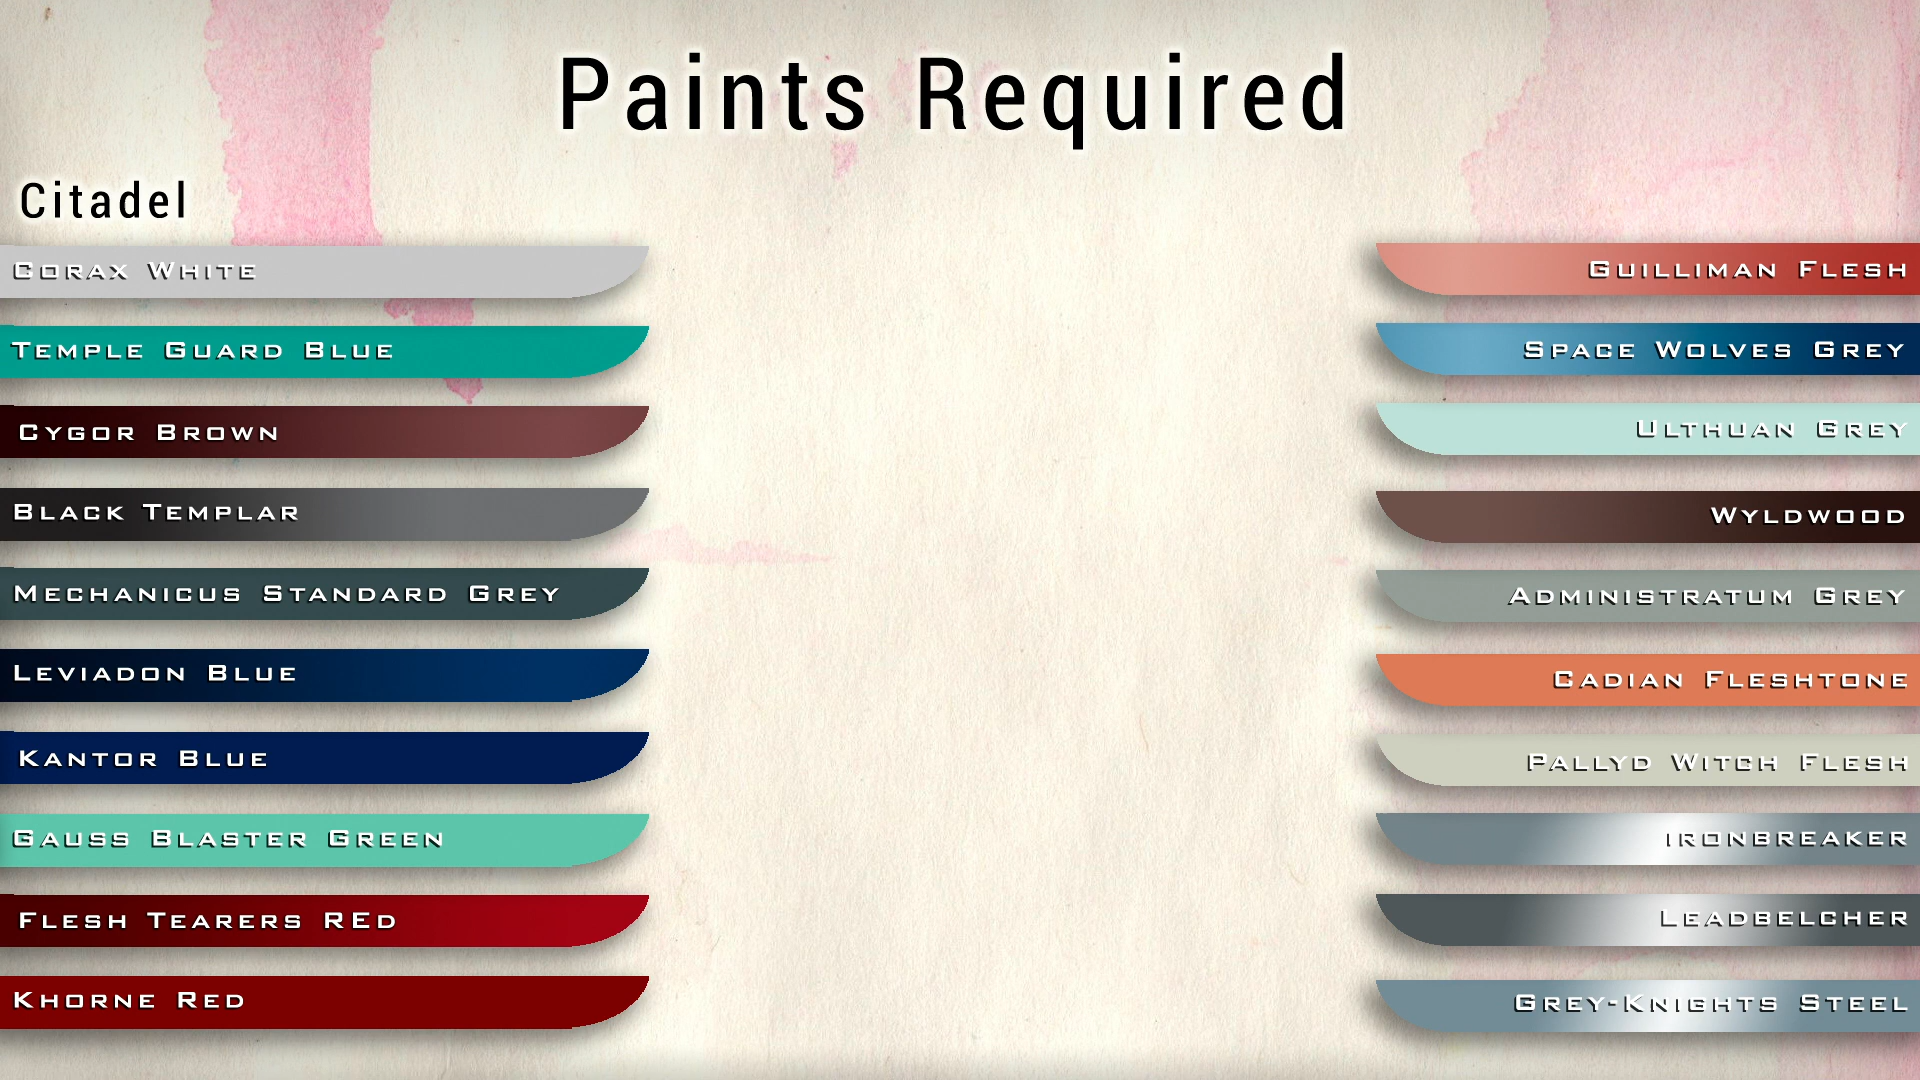 Paints Required
Citadel
Corax White
Temple Guard Blue
Cygor Brown
Black Templar
Mechanicus Standard Grey
Leviadon Blue
Kantor Blue
Gauss Blaster Green
Flesh Tearers REd
Khorne Red
Guilliman Flesh
Space Wolves Grey
Ulthuan Grey
Wyldwood
Administratum Grey
Cadian Fleshtone
Pallyd Witch Flesh
ironbreaker
Leadbelcher
Grey-Knights Steel